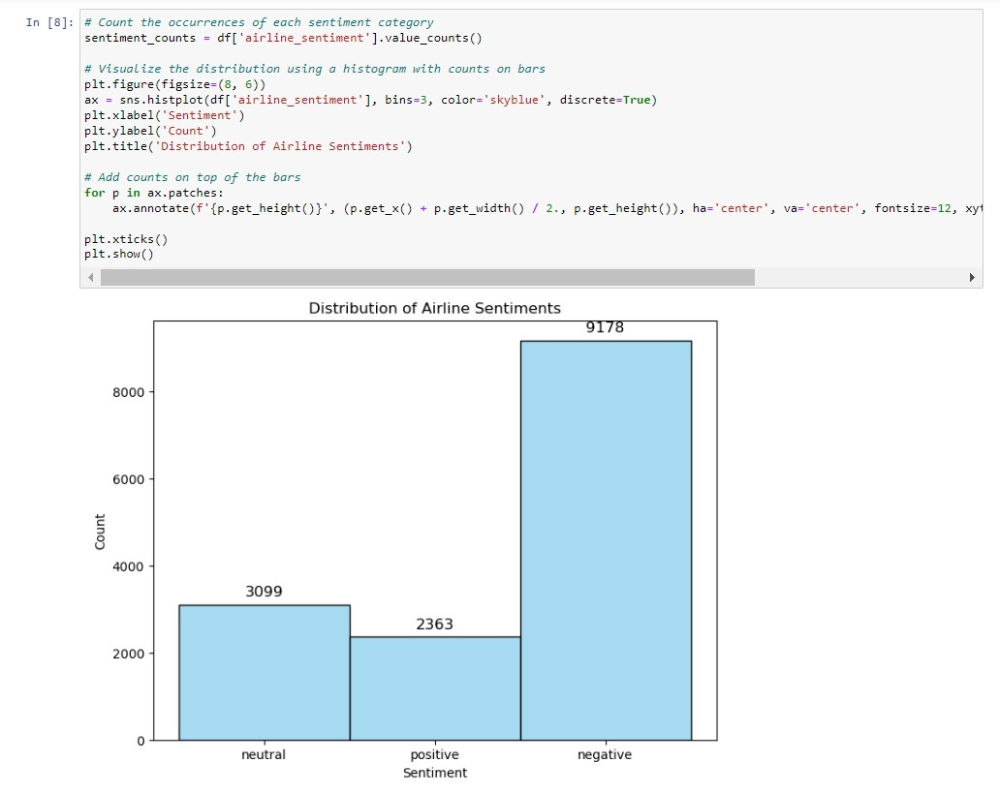 In [8]: # Count the occurrences of each sentiment category
sentiment_counts = df['airline_sentiment'].value_counts()
# Visualize the distribution using a histogram with counts on bars
plt.figure(figsize=(8, 6))
ax = sns.histplot(df['airline_sentiment'], bins=3, color='skyblue', discrete=True)
plt.xlabel('Sentiment')
plt.ylabel('Count')
plt.title('Distribution of Airline Sentiments')
# Add counts on top of the bars
for p in ax.patches:
    ax.annotate(f'{p.get_height()}', (p.get_x() + p.get_width() / 2., p.get_height()), ha='center', va='center', fontsize=12, xyt
plt.xticks()
plt.show()
Distribution of Airline Sentiments
9178
8000
6000
Count
4000
3099
2363
2000
0
neutral positive negative
Sentiment